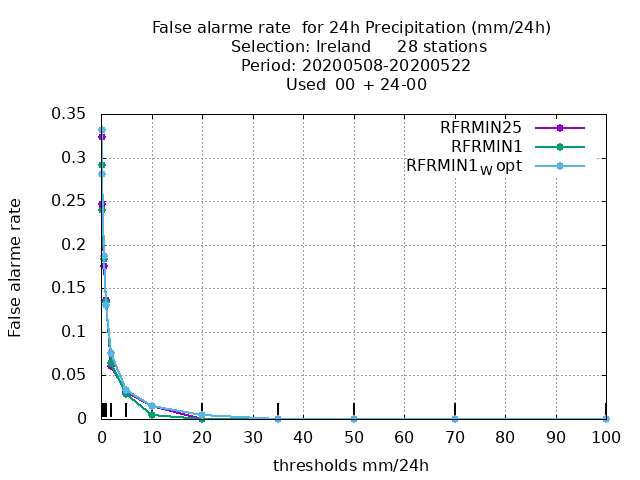 False alarme rate  for 24h Precipitation (mm/24h)
Selection: Ireland     28 stations
Period: 20200508-20200522
Used  00 + 24-00
RFRMIN25
RFRMIN1
RFRMIN1W opt
False alarme rate
0.35
0.3
0.25
0.2
0.15
0.1
0.05
0
0 10 20 30 40 50 60 70 80 90 100
thresholds mm/24h